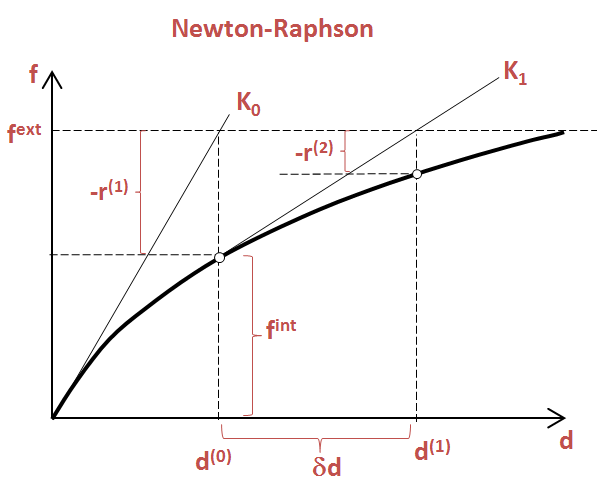 Newton-Raphson
f
K₀
K₁
fᵉˣᵗ
-r⁽²⁾
-r⁽¹⁾
fⁱⁿᵗ
d⁽⁰⁾
δd
d⁽¹⁾
d